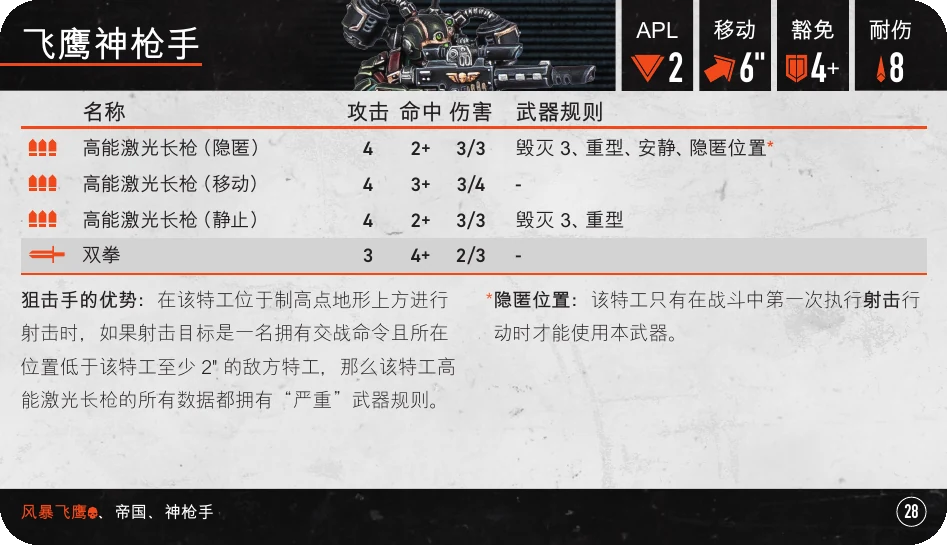 飞鹰神枪手
APL 移动 豁免 耐伤
2 6" 4+ 8
名称 攻击 命中 伤害 武器规则
高能激光长枪（隐匿） 4 2+ 3/3 毁灭 3、重型、安静、隐匿位置*
高能激光长枪（移动） 4 3+ 3/4 -
高能激光长枪（静止） 4 2+ 3/3 毁灭 3、重型
双拳 3 4+ 2/3 -
狙击手的优势：在该特工位于制高点地形上方进行
射击时，如果射击目标是一名拥有交战命令且所在
位置低于该特工至少 2" 的敌方特工，那么该特工高
能激光长枪的所有数据都拥有“严重”武器规则。
*隐匿位置：该特工只有在战斗中第一次执行射击行
动时才能使用本武器。
风暴飞鹰、帝国、神枪手
28